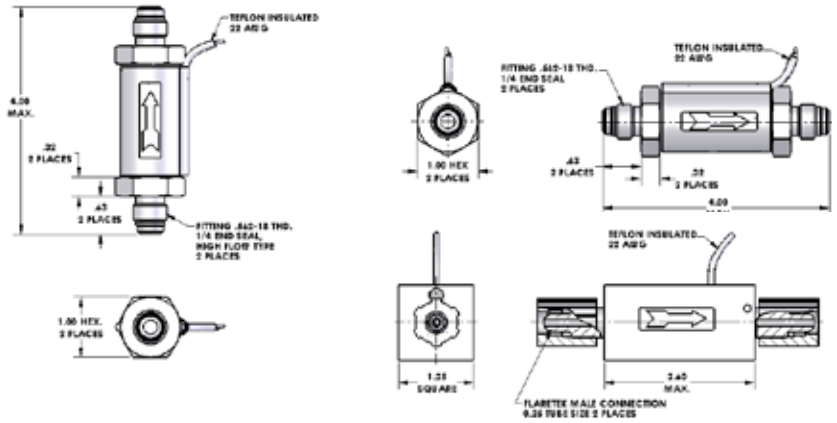 TEFLON INSULATED
22 AWG
4.00
MAX.
.32
2 PLACES
.43
2 PLACES
FITTING .562-18 THD.
1/4 END SEAL,
HIGH FLOW TYPE
2 PLACES
1.00 HEX.
2 PLACES
FITTING .562-18 THD.
1/4 END SEAL
2 PLACES
TEFLON INSULATED
22 AWG
1.00 HEX
2 PLACES
.43
2 PLACES
.32
2 PLACES
4.00
TEFLON INSULATED
22 AWG
1.25
SQUARE
2.60
MAX.
FLARETEK MALE CONNECTION
0.25 TUBE SIZE 2 PLACES